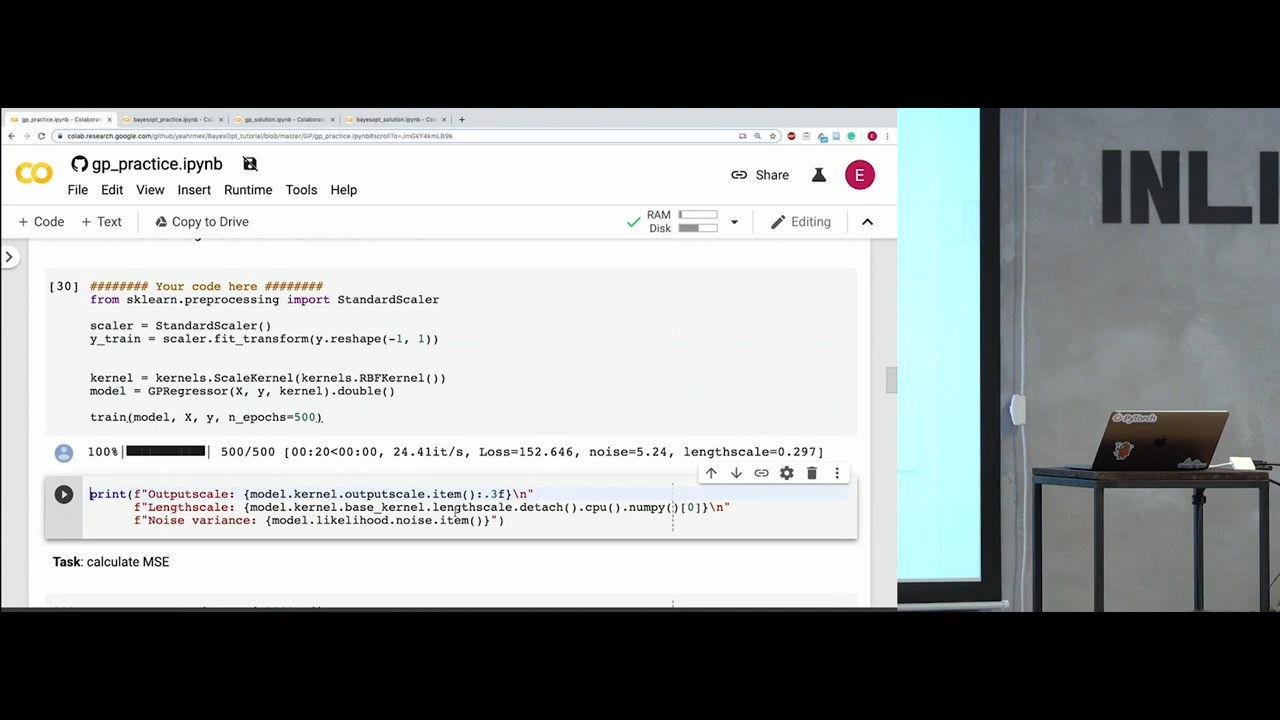 gp_practice.ipynb - Colaborat
bayesopt_practice.ipynb - Col
gp_solution.ipynb - Colaborat
bayesopt_solution.ipynb - Col
colab.research.google.com/github/yeahrmek/BayesOpt_tutorial/blob/master/GP/gp_practice.ipynb#scrollTo=JmGkY4kmLB9k
CO gp_practice.ipynb
Share E
File Edit View Insert Runtime Tools Help
+ Code + Text Copy to Drive
RAM
Disk
Editing
[30] ######## Your code here ########
from sklearn.preprocessing import StandardScaler
scaler = StandardScaler()
y_train = scaler.fit_transform(y.reshape(-1, 1))
kernel = kernels.ScaleKernel(kernels.RBFKernel())
model = GPRegressor(X, y, kernel).double()
train(model, X, y, n_epochs=500)
100%| | 500/500 [00:20<00:00, 24.41it/s, Loss=152.646, noise=5.24, lengthscale=0.297]
print(f"Outputscale: {model.kernel.outputscale.item():.3f}\n"
f"Lengthscale: {model.kernel.base_kernel.lengthscale.detach().cpu().numpy()[0]}\n"
f"Noise variance: {model.likelihood.noise.item()}")
Task: calculate MSE
INLI
PyTorch